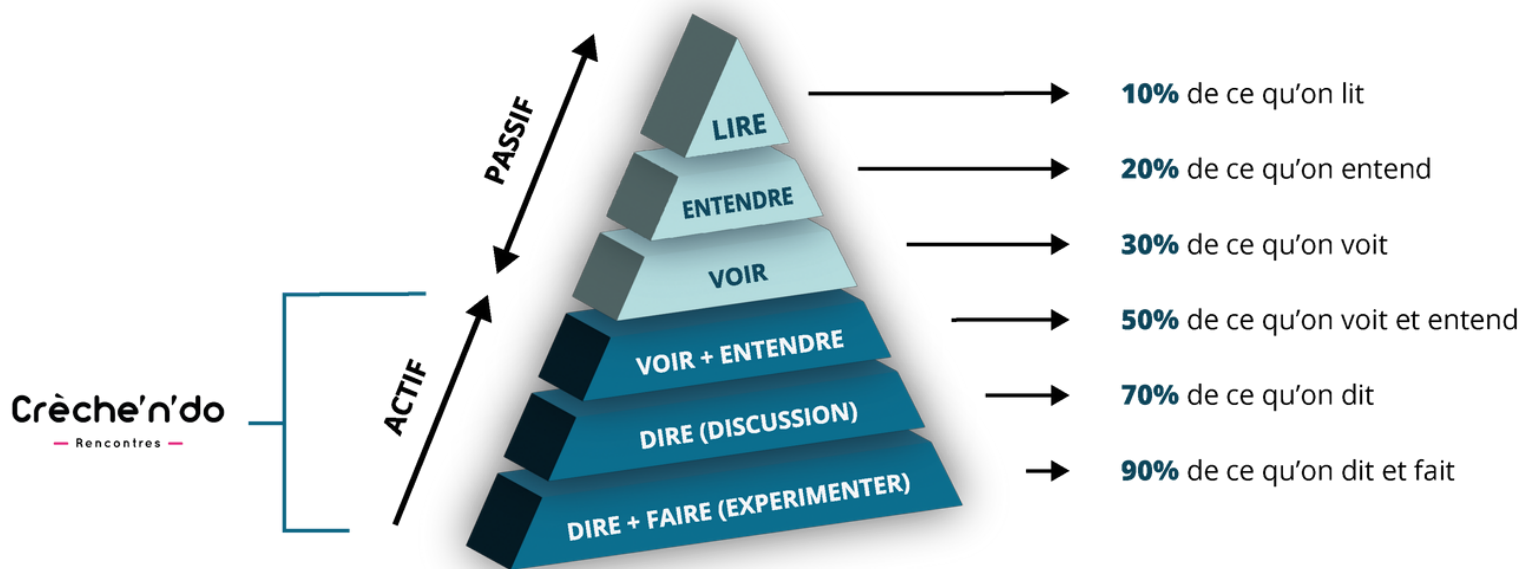 PASSIF
ACTIF
Crèche'n'do
Rencontres
LIRE
ENTENDRE
VOIR
VOIR + ENTENDRE
DIRE (DISCUSSION)
DIRE + FAIRE (EXPERIMENTER)
10% de ce qu'on lit
20% de ce qu'on entend
30% de ce qu'on voit
50% de ce qu'on voit et entend
70% de ce qu'on dit
90% de ce qu'on dit et fait